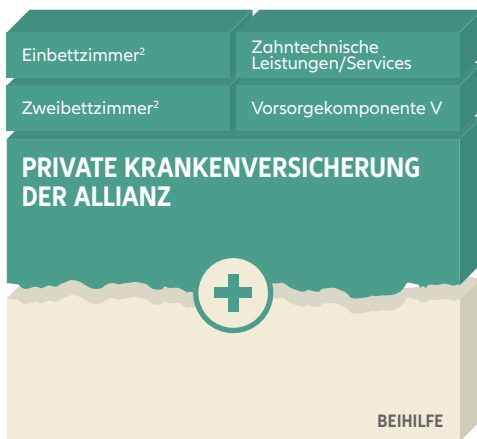 Einbettzimmer²
Zahntechnische
Leistungen/Services
Zweibettzimmer²
Vorsorgekomponente V
PRIVATE KRANKENVERSICHERUNG
DER ALLIANZ
BEIHILFE